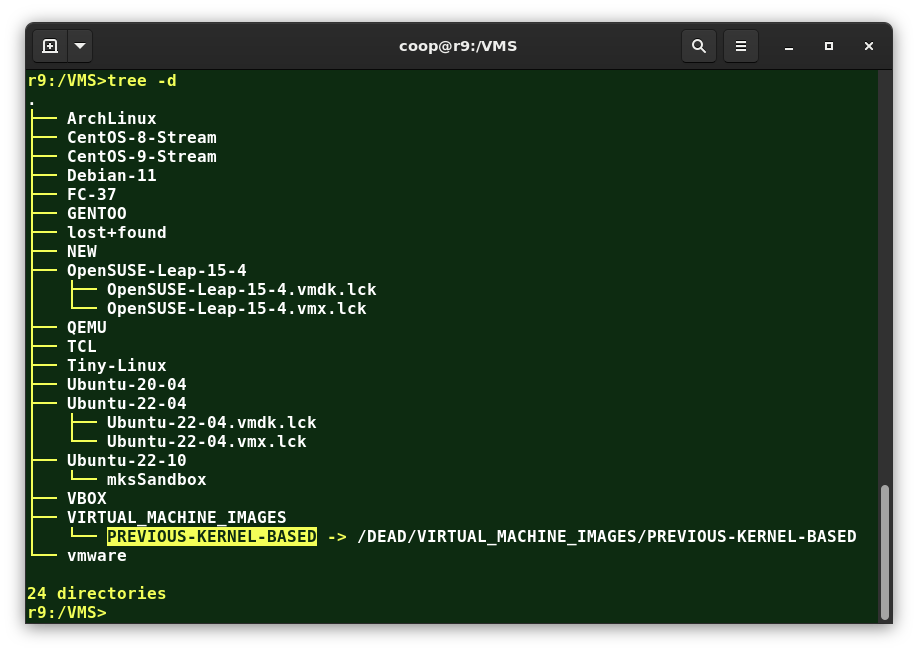 coop@r9:/VMS
r9:/VMS>tree -d
.
├── ArchLinux
├── CentOS-8-Stream
├── CentOS-9-Stream
├── Debian-11
├── FC-37
├── GENTOO
├── lost+found
├── NEW
├── OpenSUSE-Leap-15-4
│   ├── OpenSUSE-Leap-15-4.vmdk.lck
│   └── OpenSUSE-Leap-15-4.vmx.lck
├── QEMU
├── TCL
├── Tiny-Linux
├── Ubuntu-20-04
├── Ubuntu-22-04
│   ├── Ubuntu-22-04.vmdk.lck
│   └── Ubuntu-22-04.vmx.lck
├── Ubuntu-22-10
│   └── mksSandbox
├── VBOX
├── VIRTUAL_MACHINE_IMAGES
│   └── PREVIOUS-KERNEL-BASED -> /DEAD/VIRTUAL_MACHINE_IMAGES/PREVIOUS-KERNEL-BASED
└── vmware
24 directories
r9:/VMS>